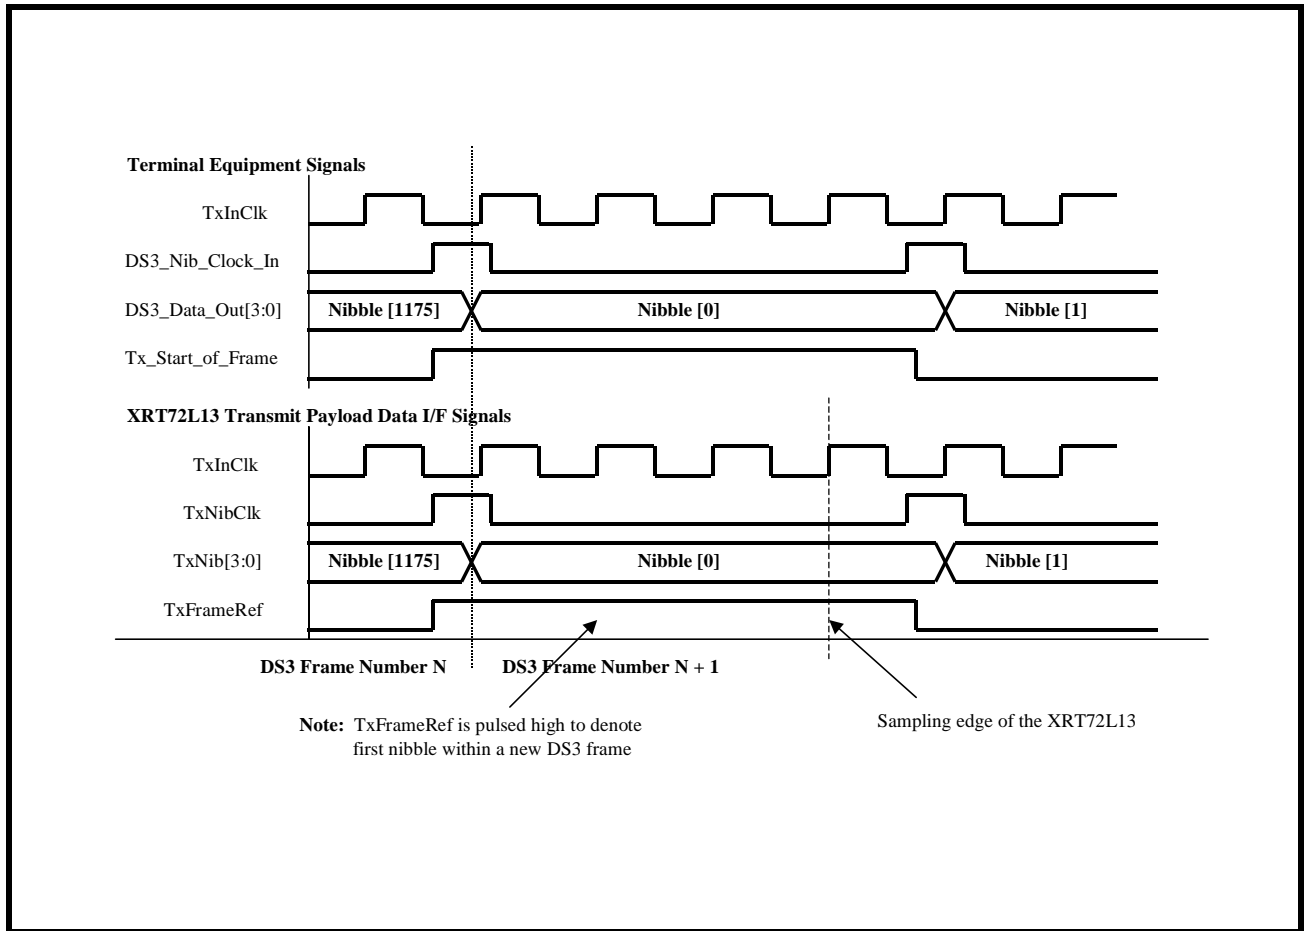 Terminal Equipment Signals
TxInClk
DS3_Nib_Clock_In
DS3_Data_Out[3:0]
Nibble [1175]
Nibble [0]
Nibble [1]
Tx_Start_of_Frame
XRT72L13 Transmit Payload Data I/F Signals
TxInClk
TxNibClk
TxNib[3:0]
Nibble [1175]
Nibble [0]
Nibble [1]
TxFrameRef
DS3 Frame Number N
DS3 Frame Number N + 1
Note: TxFrameRef is pulsed high to denote
first nibble within a new DS3 frame
Sampling edge of the XRT72L13